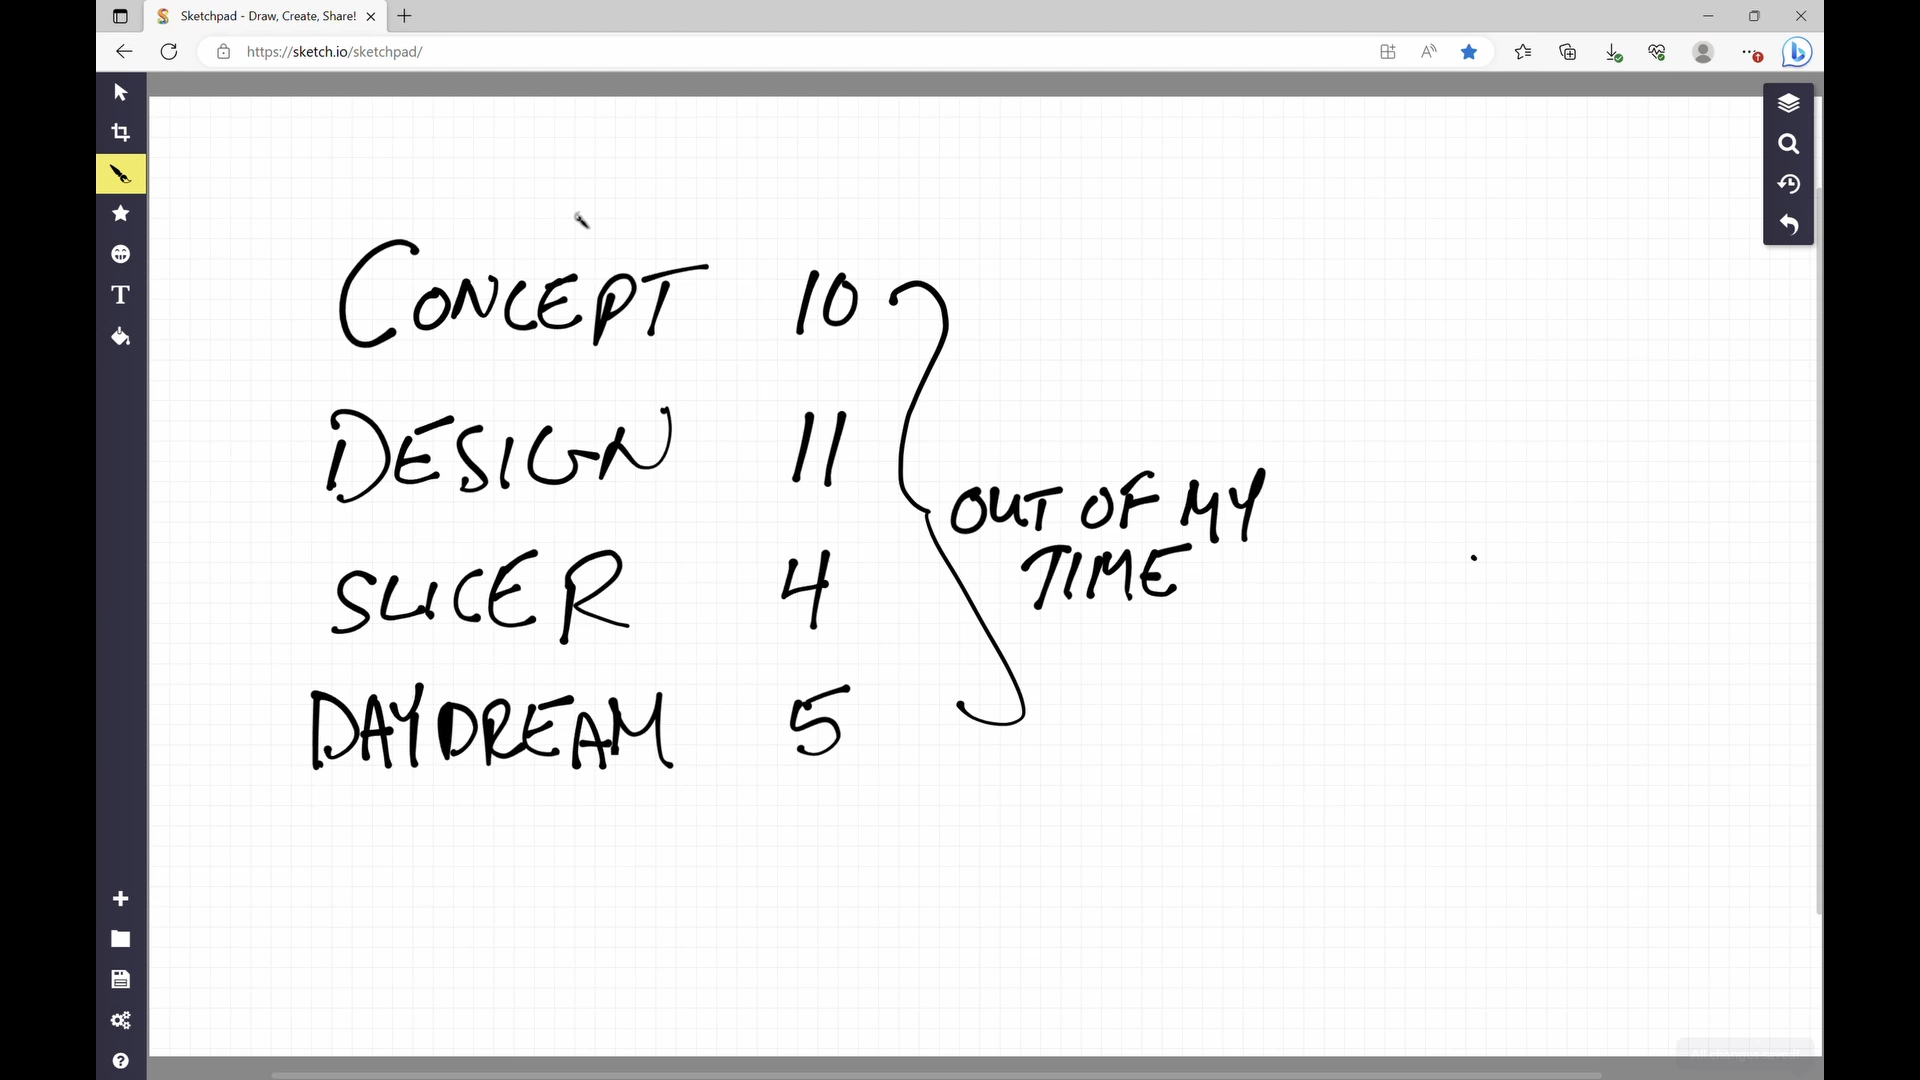 Sketchpad - Draw, Create, Share!
https://sketch.io/sketchpad/
CONCEPT 10
DESIGN 11
OUT OF MY
TIME
SLICER 4
DAYDREAM 5